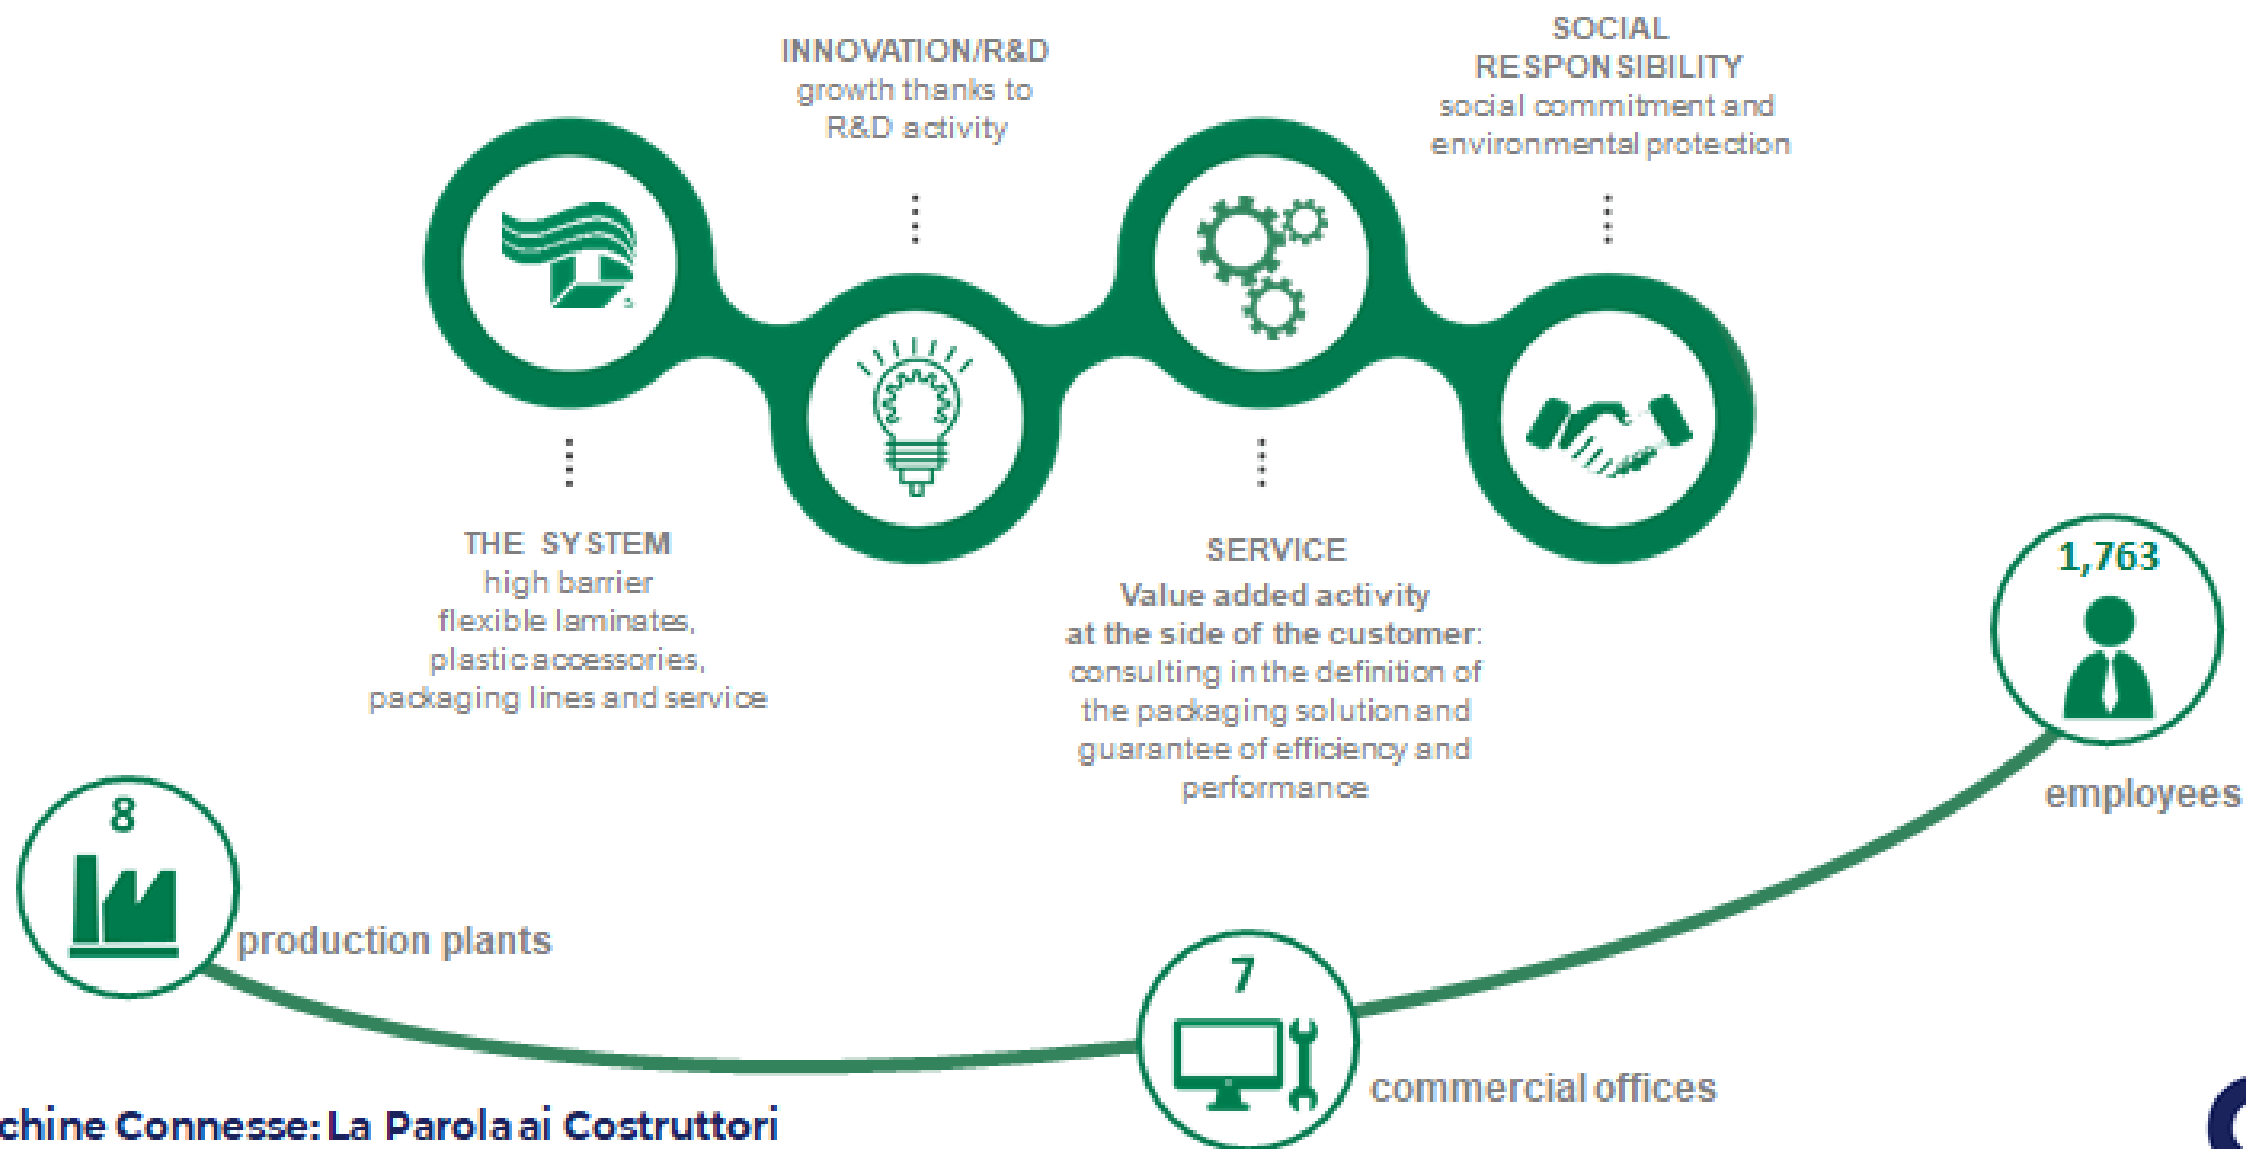 INNOVATION/R&D
growth thanks to
R&D activity
SOCIAL
RESPONSIBILITY
social commitment and
environmental protection
THE SYSTEM
high barrier
flexible laminates,
plastic accessories,
packaging lines and service
SERVICE
Value added activity
at the side of the customer:
consulting in the definition of
the packaging solution and
guarantee of efficiency and
performance
1,763
employees
8
production plants
7
commercial offices
chine Connesse: La Parola ai Costruttori